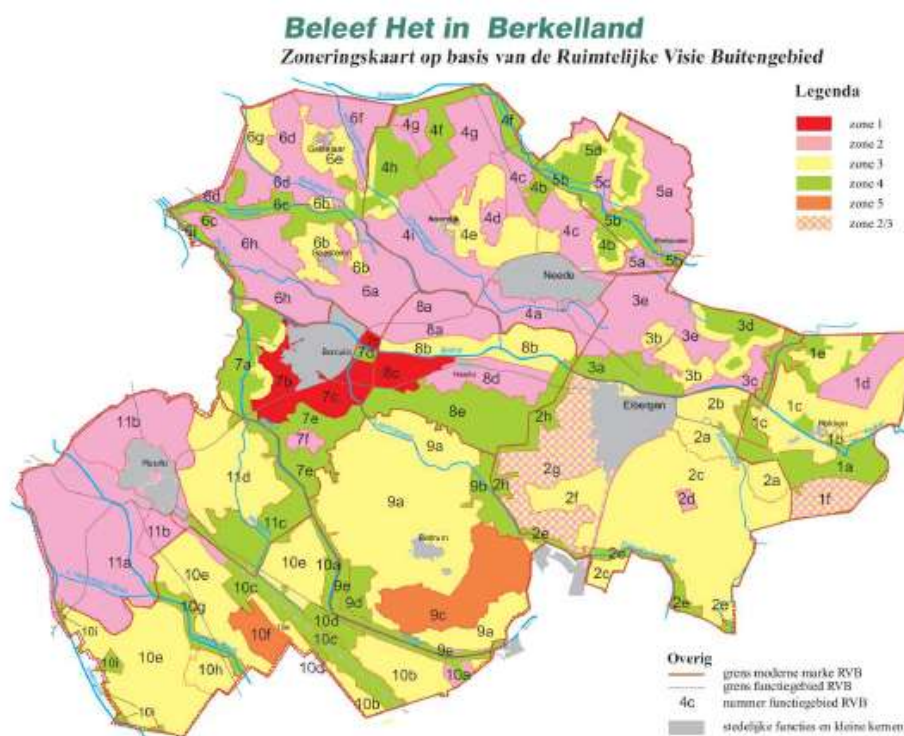 Beleef Het in Berkelland
Zoneringskaart op basis van de Ruimtelijke Visie Buitengebied
Legenda
zone 1
zone 2
zone 3
zone 4
zone 5
zone 2/3
6g 6d 6f 4g 4f 4g 4f
6e 4h 5d
4c 5b 5c 5a
6d 6d 4b
6c 6b 4d 5b
6c 4i 4e 4c 4b
6h 6b 5a 5b
6b Neede
6a 3e
6h 8a 4a
8a 3b 3e 3d
7a Borculo 7d 8b 8b 1e
7b 8c 3a 3b 3c 1d
7c 8d
7e 8e 2h Eibergen 2b 1c
11b 7f 9a 2a 1c 1b
Ruurlo 7e 2g 2c 1a
11d 9a 9b 2h 2f 2d 2a 1f
11b 11c 2e
11a 10e 10e 10a 2e
10c 9e 2c
10g 9d 9c 2e 2e
10f 10d 9a
10i 10e 10c 9e
10h 10d 10b 10a
10i 10b
Overig
grens moderne marke RVB
grens functiegebied RVB
4c nummer functiegebied RVB
stedelijke functies en kleine kernen